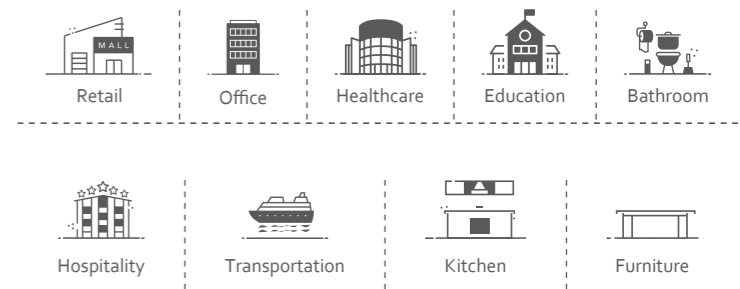 MALL
Retail
Office
Healthcare
Education
Bathroom
Hospitality
Transportation
Kitchen
Furniture